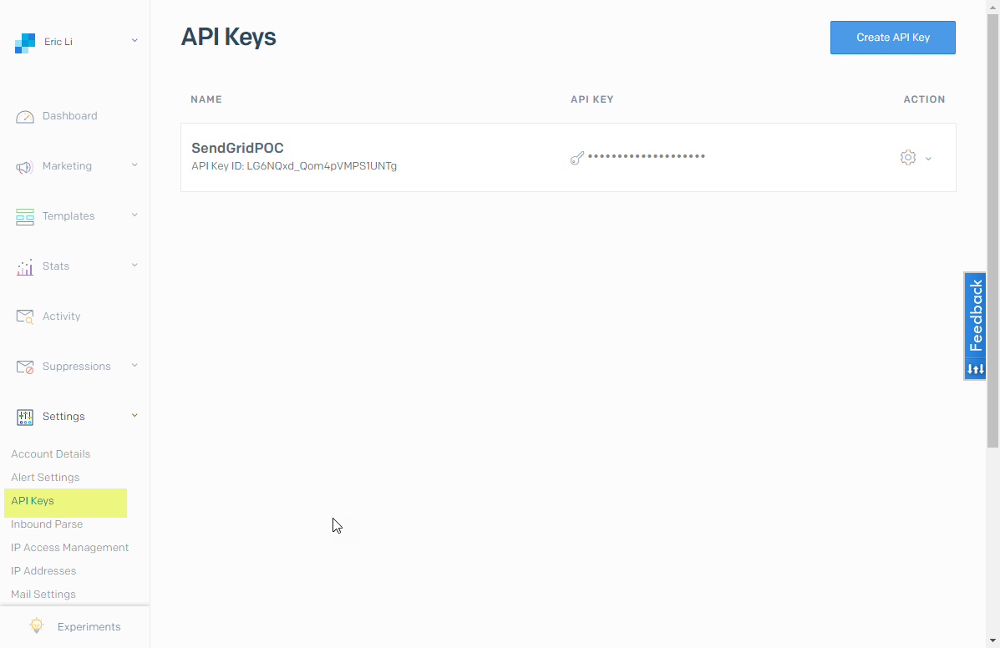 Eric Li
Dashboard
Marketing
Templates
Stats
Activity
Suppressions
Settings
Account Details
Alert Settings
API Keys
Inbound Parse
IP Access Management
IP Addresses
Mail Settings
Experiments
API Keys
Create API Key
NAME API KEY ACTION
SendGridPOC
API Key ID: LG6NQxd_Qom4pVMPS1UNTg
••••••••••••••••••••
Feedback